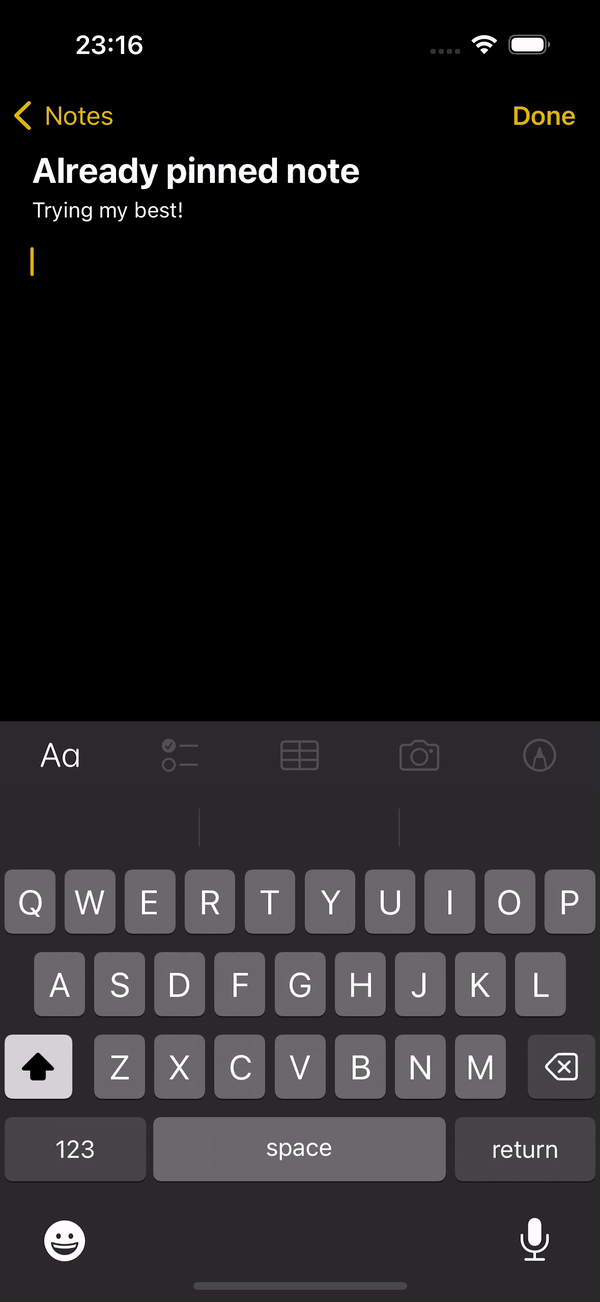 23:16
Notes
Done
Already pinned note
Trying my best!
Aa
Q W E R T Y U I O P
A S D F G H J K L
Z X C V B N M
123 space return